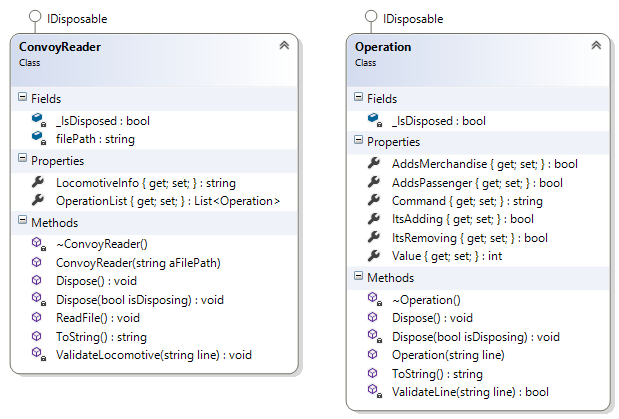 IDisposable
ConvoyReader
Class
Fields
_IsDisposed : bool
filePath : string
Properties
LocomotiveInfo { get; set; } : string
OperationList { get; set; } : List<Operation>
Methods
~ConvoyReader()
ConvoyReader(string aFilePath)
Dispose() : void
Dispose(bool isDisposing) : void
ReadFile() : void
ToString() : string
ValidateLocomotive(string line) : void
IDisposable
Operation
Class
Fields
_IsDisposed : bool
Properties
AddsMerchandise { get; set; } : bool
AddsPassenger { get; set; } : bool
Command { get; set; } : string
ItsAdding { get; set; } : bool
ItsRemoving { get; set; } : bool
Value { get; set; } : int
Methods
~Operation()
Dispose() : void
Dispose(bool isDisposing) : void
Operation(string line)
ToString() : string
ValidateLine(string line) : bool